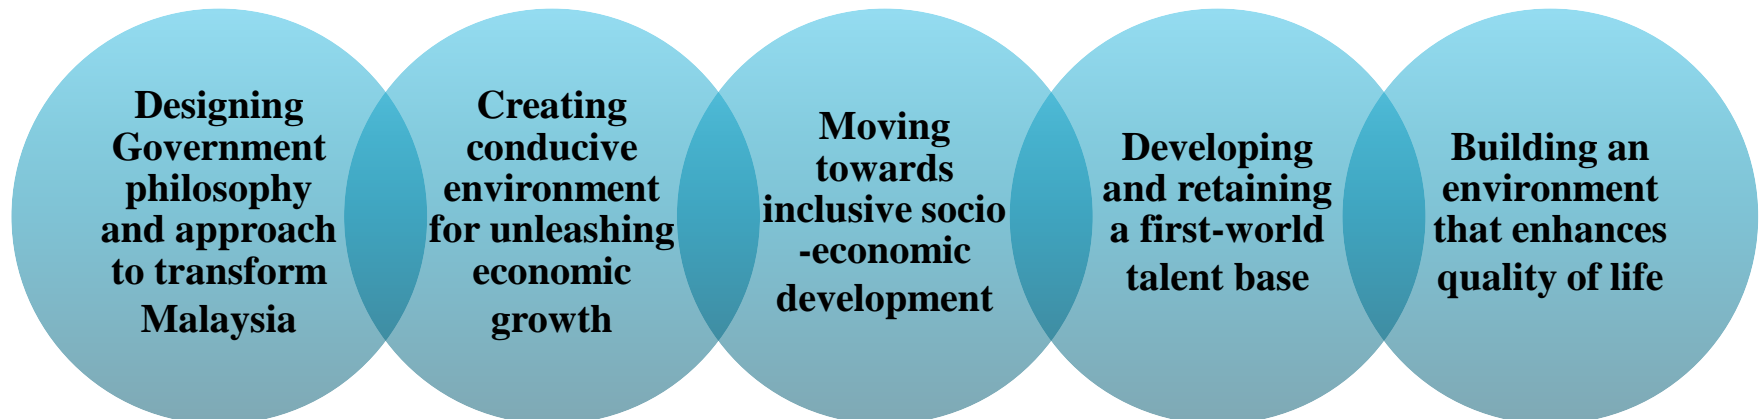 Designing
Government
philosophy
and approach
to transform
Malaysia
Creating
conducive
environment
for unleashing
economic
growth
Moving
towards
inclusive socio
-economic
development
Developing
and retaining
a first-world
talent base
Building an
environment
that enhances
quality of life